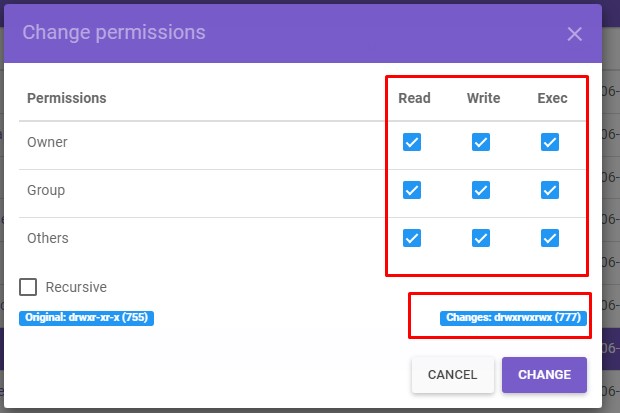 Change permissions
Permissions Read Write Exec
Owner
Group
Others
Recursive
Original: drwxr-xr-x (755) Changes: drwxrwxrwx (777)
CANCEL CHANGE